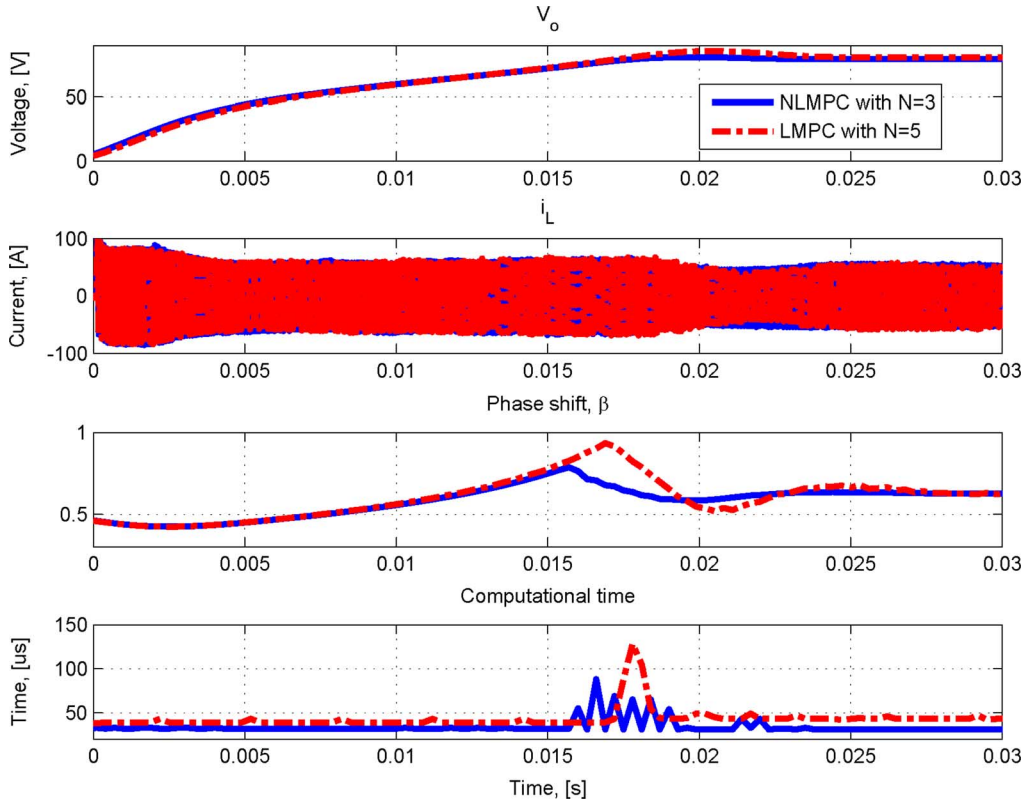 V_o
Voltage, [V]
50
0
0 0.005 0.01 0.015 0.02 0.025 0.03
NLMPC with N=3
LMPC with N=5
i_L
Current, [A]
100
0
-100
0 0.005 0.01 0.015 0.02 0.025 0.03
Phase shift, β
1
0.5
0 0.005 0.01 0.015 0.02 0.025 0.03
Computational time
Time, [us]
150
100
50
0 0.005 0.01 0.015 0.02 0.025 0.03
Time, [s]